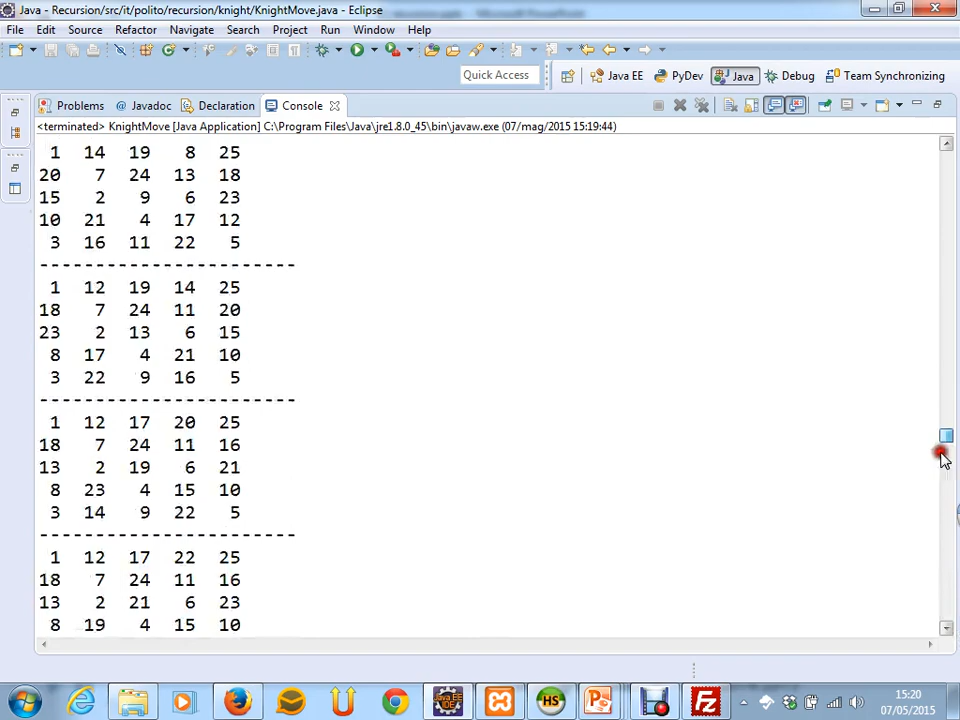 Java - Recursion/src/it/polito/recursion/knight/KnightMove.java - Eclipse
File Edit Source Refactor Navigate Search Project Run Window Help
Quick Access Java EE PyDev Java Debug Team Synchronizing
Problems Javadoc Declaration Console
<terminated> KnightMove [Java Application] C:\Program Files\Java\jre1.8.0_45\bin\javaw.exe (07/mag/2015 15:19:44)
1 14 19 8 25
20 7 24 13 18
15 2 9 6 23
10 21 4 17 12
3 16 11 22 5
----------------------
1 12 19 14 25
18 7 24 11 20
23 2 13 6 15
8 17 4 21 10
3 22 9 16 5
----------------------
1 12 17 20 25
18 7 24 11 16
13 2 19 6 21
8 23 4 15 10
3 14 9 22 5
----------------------
1 12 17 22 25
18 7 24 11 16
13 2 21 6 23
8 19 4 15 10
Java EE
IDE
HS
P
FZ
15:20
07/05/2015